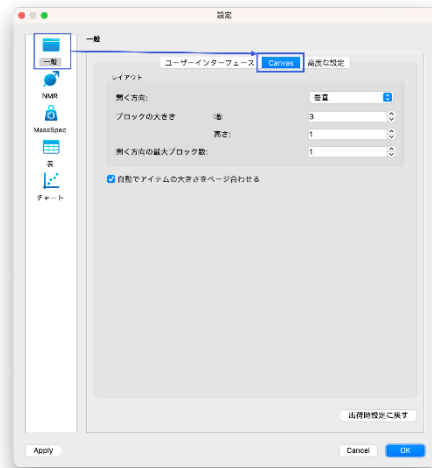 設定
一般
一般
NMR
MassSpec
表
チャート
ユーザーインターフェース Canvas 高度な設定
レイアウト
開く方向: 垂直
ブロックの大きさ 幅: 3
高さ: 1
開く方向の最大ブロック数: 1
自動でアイテムの大きさをページ合わせる
出荷時設定に戻す
Apply Cancel OK